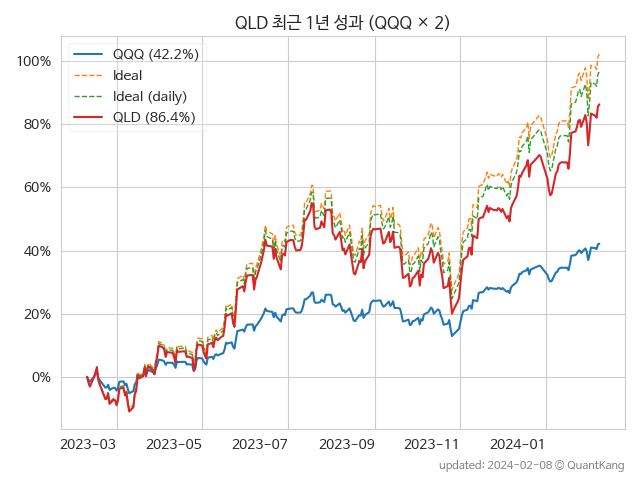 QLD 최근 1년 성과 (QQQ × 2)
QQQ (42.2%)
Ideal
Ideal (daily)
QLD (86.4%)
100%
80%
60%
40%
20%
0%
2023-03 2023-05 2023-07 2023-09 2023-11 2024-01
updated: 2024-02-08 © QuantKang